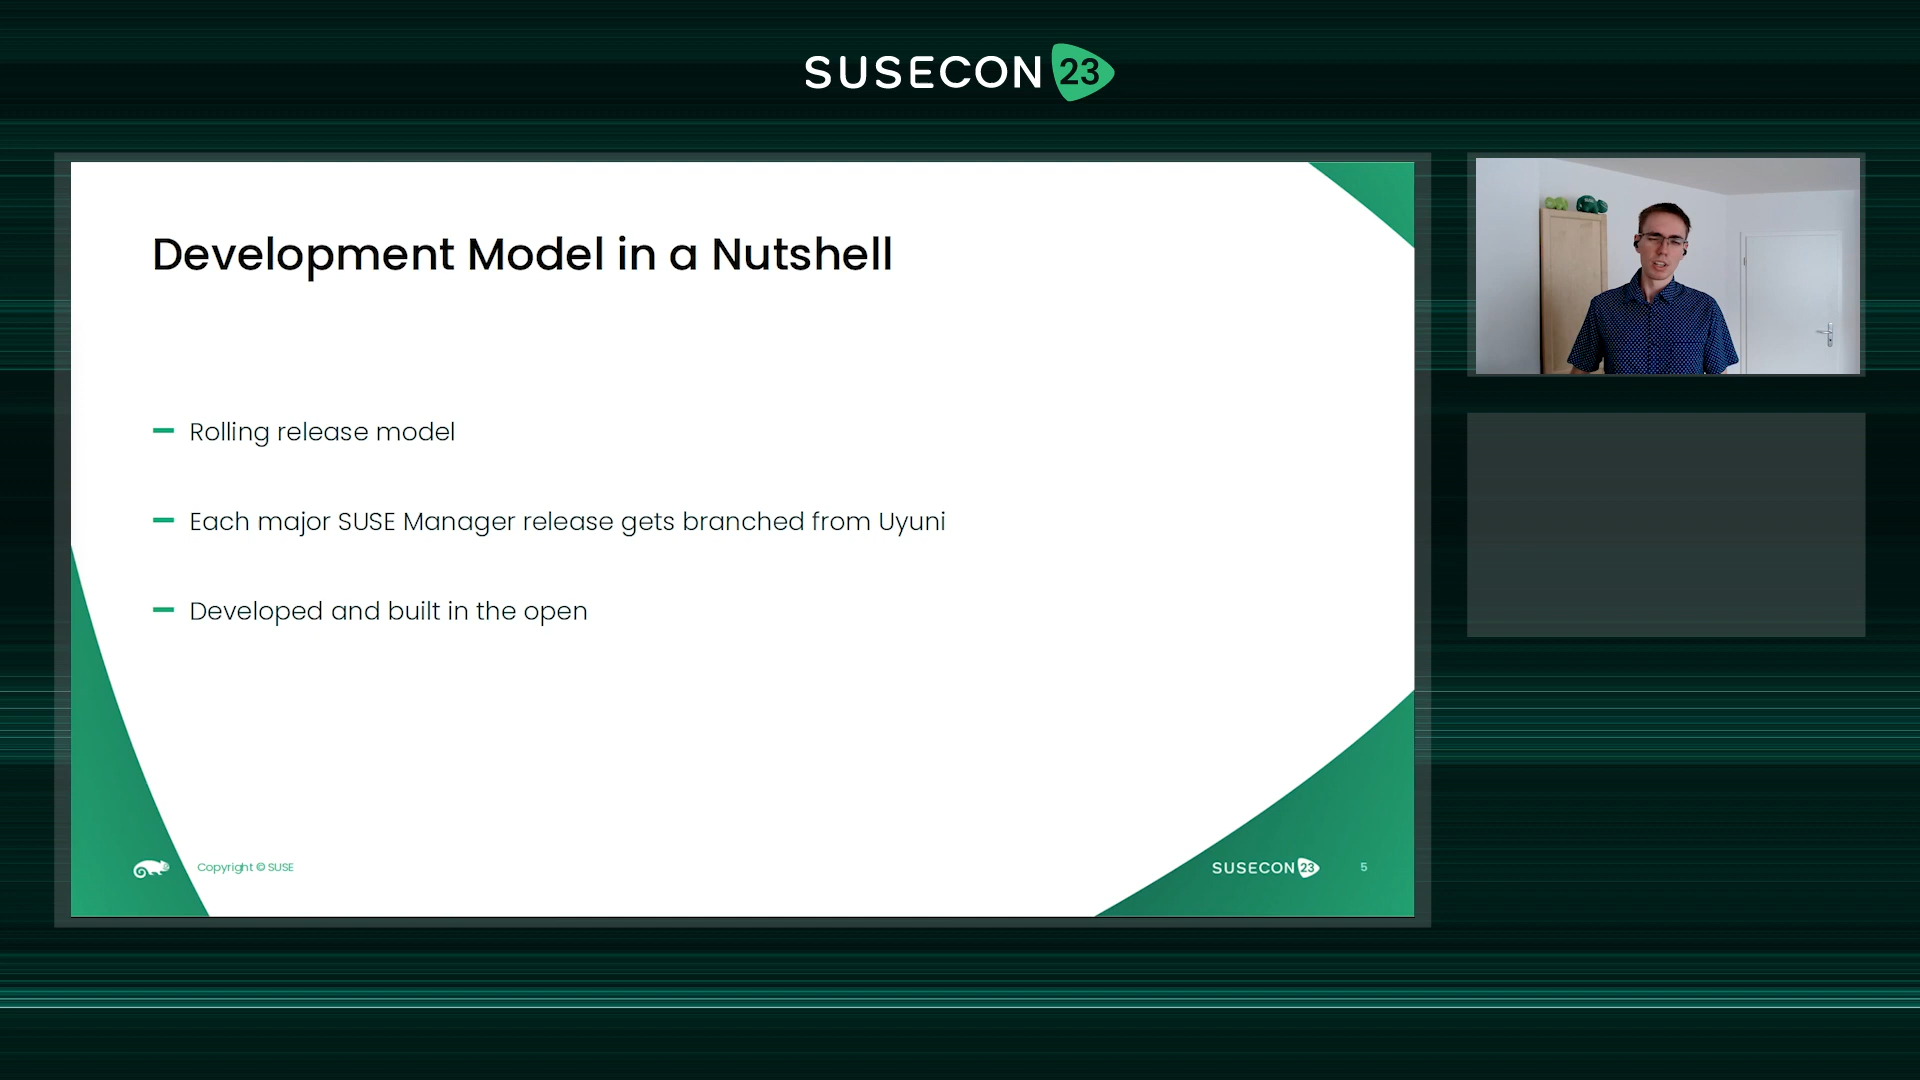 SUSECON 23
Development Model in a Nutshell
Rolling release model
Each major SUSE Manager release gets branched from Uyuni
Developed and built in the open
Copyright © SUSE
SUSECON 23
5